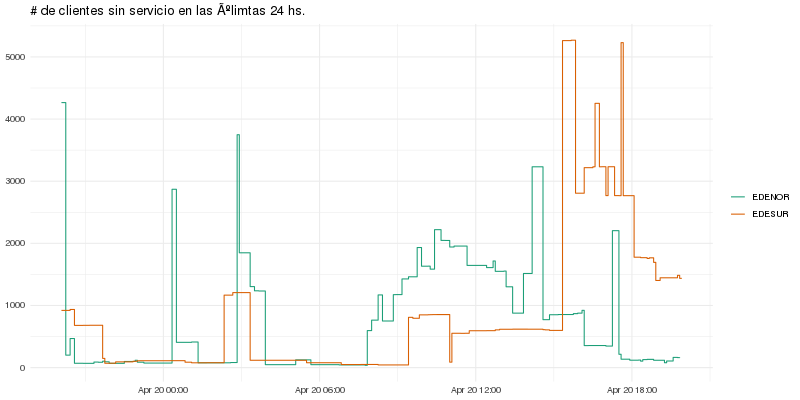 # de clientes sin servicio en las Ãºlimtas 24 hs.
5000
4000
3000
2000
1000
0
Apr 20 00:00
Apr 20 06:00
Apr 20 12:00
Apr 20 18:00
EDENOR
EDESUR